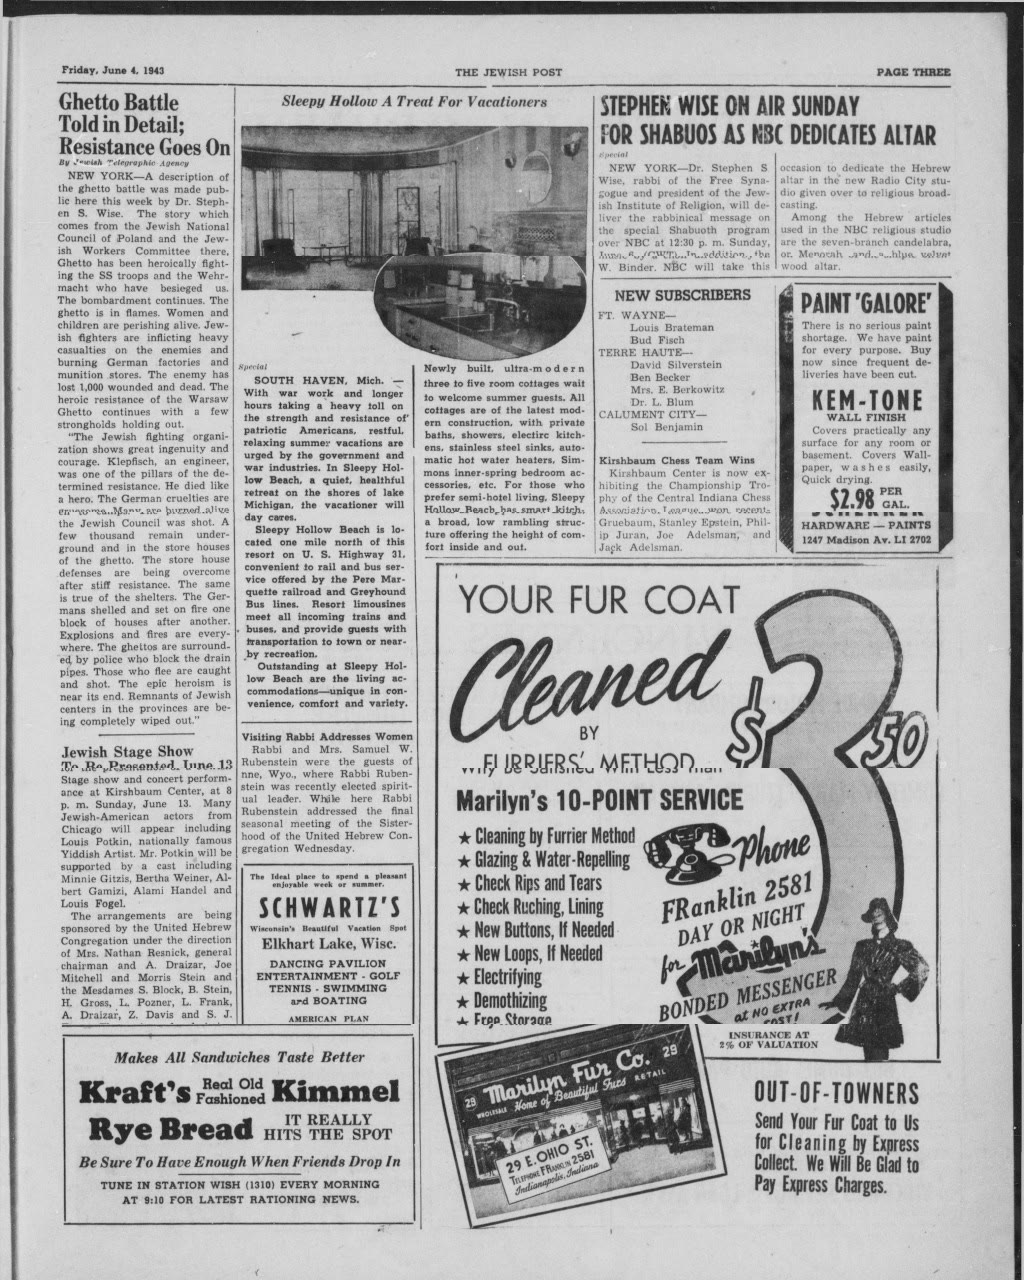 Friday, June 4, 1943
THE JEWISH POST
PAGE THREE
Ghetto Battle
Told in Detail;
Resistance Goes On
By Jewish Telegraphic Agency
NEW YORK—A description of
the ghetto battle was made pub-
lic here this week by Dr. Steph-
en S. Wise. The story which
comes from the Jewish National
Council of Poland and the Jew-
ish Workers Committee there,
Ghetto has been heroically fight-
ing the SS troops and the Wehr-
macht who have besieged us.
The bombardment continues. The
ghetto is in flames. Women and
children are perishing alive. Jew-
ish fighters are inflicting heavy
casualties on the enemies and
burning German factories and
munition stores. The enemy has
lost 1,000 wounded and dead. The
heroic resistance of the Warsaw
Ghetto continues with a few
strongholds holding out.
"The Jewish fighting organi-
zation shows great ingenuity and
courage. Klepfisch, an engineer,
was one of the pillars of the de-
termined resistance. He died like
a hero. The German cruelties are
the Jewish Council was shot. A
few thousand remain under-
ground and in the store houses
of the ghetto. The store house
defenses are being overcome
after stiff resistance. The same
is true of the shelters. The Ger-
mans shelled and set on fire one
block of houses after another.
Explosions and fires are every-
where. The ghettos are surround-
ed by police who block the drain
pipes. Those who flee are caught
and shot. The epic heroism is
near its end. Remnants of Jewish
centers in the provinces are be-
ing completely wiped out."
Jewish Stage Show
To Be Presented June 13
Stage show and concert perform-
ance at Kirshbaum Center, at 8
p. m. Sunday, June 13. Many
Jewish-American actors from
Chicago will appear including
Louis Potkin, nationally famous
Yiddish Artist. Mr. Potkin will be
supported by a cast including
Minnie Gitzis, Bertha Weiner, Al-
bert Gamizi, Alami Handel and
Louis Fogel.
The arrangements are being
sponsored by the United Hebrew
Congregation under the direction
of Mrs. Nathan Resnick, general
chairman and A. Draizar, Joe
Mitchell and Morris Stein and
the Mesdames S. Block, B. Stein,
H. Gross, L. Pozner, L. Frank,
A. Draizar, Z. Davis and S. J.
Sleepy Hollow A Treat For Vacationers
Special
SOUTH HAVEN, Mich. —
With war work and longer
hours taking a heavy toll on
the strength and resistance of
patriotic Americans, restful,
relaxing summer vacations are
urged by the government and
war industries. In Sleepy Hol-
low Beach, a quiet, healthful
retreat on the shores of lake
Michigan, the vacationer will
day cares.
Sleepy Hollow Beach is lo-
cated one mile north of this
resort on U. S. Highway 31,
convenient to rail and bus ser-
vice offered by the Pere Mar-
quette railroad and Greyhound
Bus lines. Resort limousines
meet all incoming trains and
buses, and provide guests with
transportation to town or near-
by recreation.
Outstanding at Sleepy Hol-
low Beach are the living ac-
commodations—unique in con-
venience, comfort and variety.
Newly built, ultra-modern
three to five room cottages wait
to welcome summer guests. All
cottages are of the latest mod-
ern construction, with private
baths, showers, electirc kitch-
ens, stainless steel sinks, auto-
matic hot water heaters, Sim-
mons inner-spring bedroom ac-
cessories, etc. For those who
prefer semi-hotel living, Sleepy
Hollow Beach has smart kitch-
a broad, low rambling struc-
ture offering the height of com-
fort inside and out.
Visiting Rabbi Addresses Women
Rabbi and Mrs. Samuel W.
Rubenstein were the guests of
nne, Wyo., where Rabbi Ruben-
stein was recently elected spirit-
ual leader. While here Rabbi
Rubenstein addressed the final
seasonal meeting of the Sister-
hood of the United Hebrew Con-
gregation Wednesday.
The Ideal place to spend a pleasant
enjoyable week or summer.
SCHWARTZ'S
Wisconsin's Beautiful Vacation Spot
Elkhart Lake, Wisc.
DANCING PAVILION
ENTERTAINMENT - GOLF
TENNIS - SWIMMING
and BOATING
AMERICAN PLAN
STEPHEN WISE ON AIR SUNDAY
FOR SHABUOS AS NBC DEDICATES ALTAR
Special
NEW YORK—Dr. Stephen S
Wise, rabbi of the Free Syna-
gogue and president of the Jew-
ish Institute of Religion, will de-
liver the rabbinical message on
the special Shabuoth program
over NBC at 12:30 p. m. Sunday,
W. Binder. NBC will take this
occasion to dedicate the Hebrew
altar in the new Radio City stu-
dio given over to religious broad-
casting.
Among the Hebrew articles
used in the NBC religious studio
are the seven-branch candelabra,
or, Menorah and a blue velvet
wood altar.
NEW SUBSCRIBERS
FT. WAYNE—
Louis Brateman
Bud Fisch
TERRE HAUTE—
David Silverstein
Ben Becker
Mrs. E. Berkowitz
Dr. L. Blum
CALUMENT CITY—
Sol Benjamin
Kirshbaum Chess Team Wins
Kirshbaum Center is now ex-
hibiting the Championship Tro-
phy of the Central Indiana Chess
Association League
Gruebaum, Stanley Epstein, Phil-
ip Juran, Joe Adelsman, and
Jack Adelsman.
PAINT 'GALORE'
There is no serious paint
shortage. We have paint
for every purpose. Buy
now since frequent de-
liveries have been cut.
KEM-TONE
WALL FINISH
Covers practically any
surface for any room or
basement. Covers Wall-
paper, washes easily,
Quick drying.
$2.98 PER GAL.
HARDWARE — PAINTS
1247 Madison Av. LI 2702
YOUR FUR COAT
Cleaned
BY
FURRIERS' METHOD
$3.50
Why be satisfied with less than
Marilyn's 10-POINT SERVICE
★ Cleaning by Furrier Method
★ Glazing & Water-Repelling
★ Check Rips and Tears
★ Check Ruching, Lining
★ New Buttons, If Needed
★ New Loops, If Needed
★ Electrifying
★ Demothizing
★ Free Storage
Phone
FRanklin 2581
DAY OR NIGHT
for Marilyn's
BONDED MESSENGER
at NO EXTRA
COST!
INSURANCE AT
2% OF VALUATION
29 Marilyn Fur Co. 29
WHOLESALE Home of Beautiful Furs RETAIL
29 E. OHIO ST.
TELEPHONE FRANKLIN 2581
Indianapolis, Indiana
OUT-OF-TOWNERS
Send Your Fur Coat to Us
for Cleaning by Express
Collect. We Will Be Glad to
Pay Express Charges.
Makes All Sandwiches Taste Better
Kraft's Real Old Fashioned Kimmel
Rye Bread IT REALLY HITS THE SPOT
Be Sure To Have Enough When Friends Drop In
TUNE IN STATION WISH (1310) EVERY MORNING
AT 9:10 FOR LATEST RATIONING NEWS.